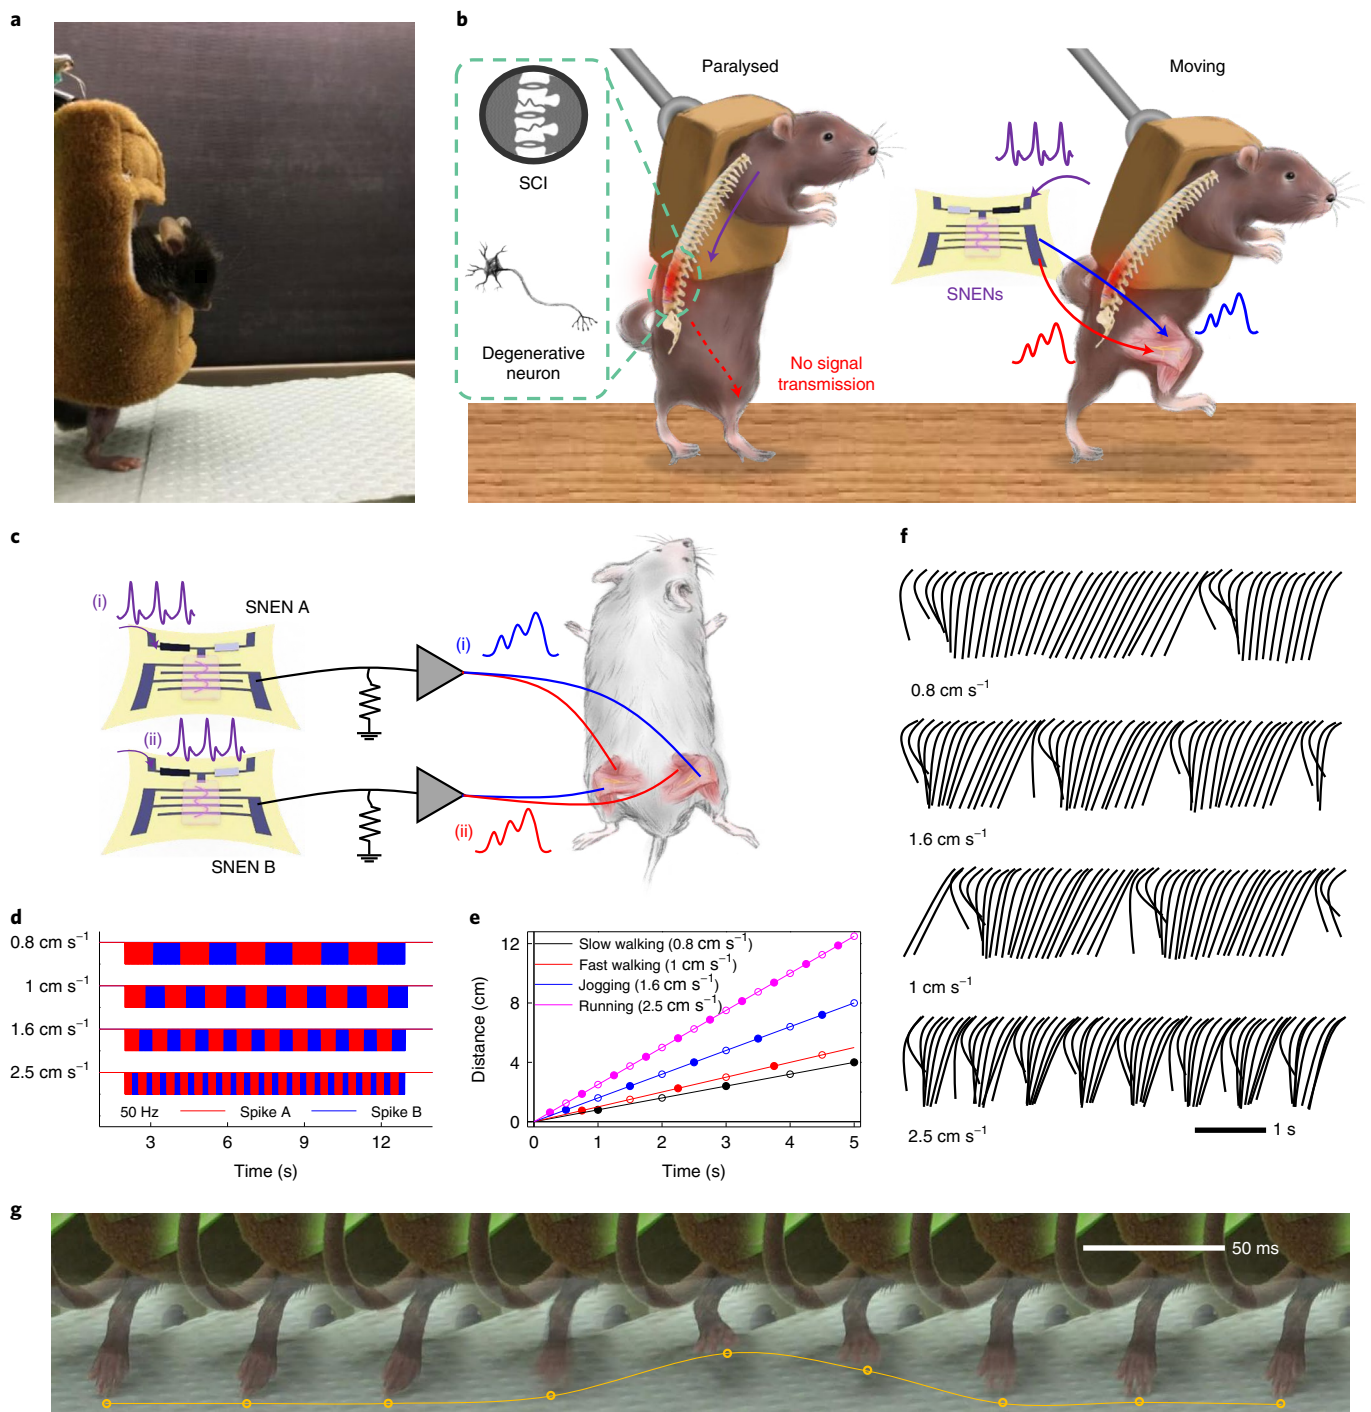 a
b
Paralysed
Moving
SCI
Degenerative
neuron
No signal
transmission
SNENs
c
(i)
SNEN A
(i)
(ii)
SNEN B
(ii)
d
0.8 cm s⁻¹
1 cm s⁻¹
1.6 cm s⁻¹
2.5 cm s⁻¹
50 Hz
Spike A
Spike B
3
6
9
12
Time (s)
e
Distance (cm)
12
8
4
0
Slow walking (0.8 cm s⁻¹)
Fast walking (1 cm s⁻¹)
Jogging (1.6 cm s⁻¹)
Running (2.5 cm s⁻¹)
0
1
2
3
4
5
Time (s)
f
0.8 cm s⁻¹
1.6 cm s⁻¹
1 cm s⁻¹
2.5 cm s⁻¹
1 s
g
50 ms